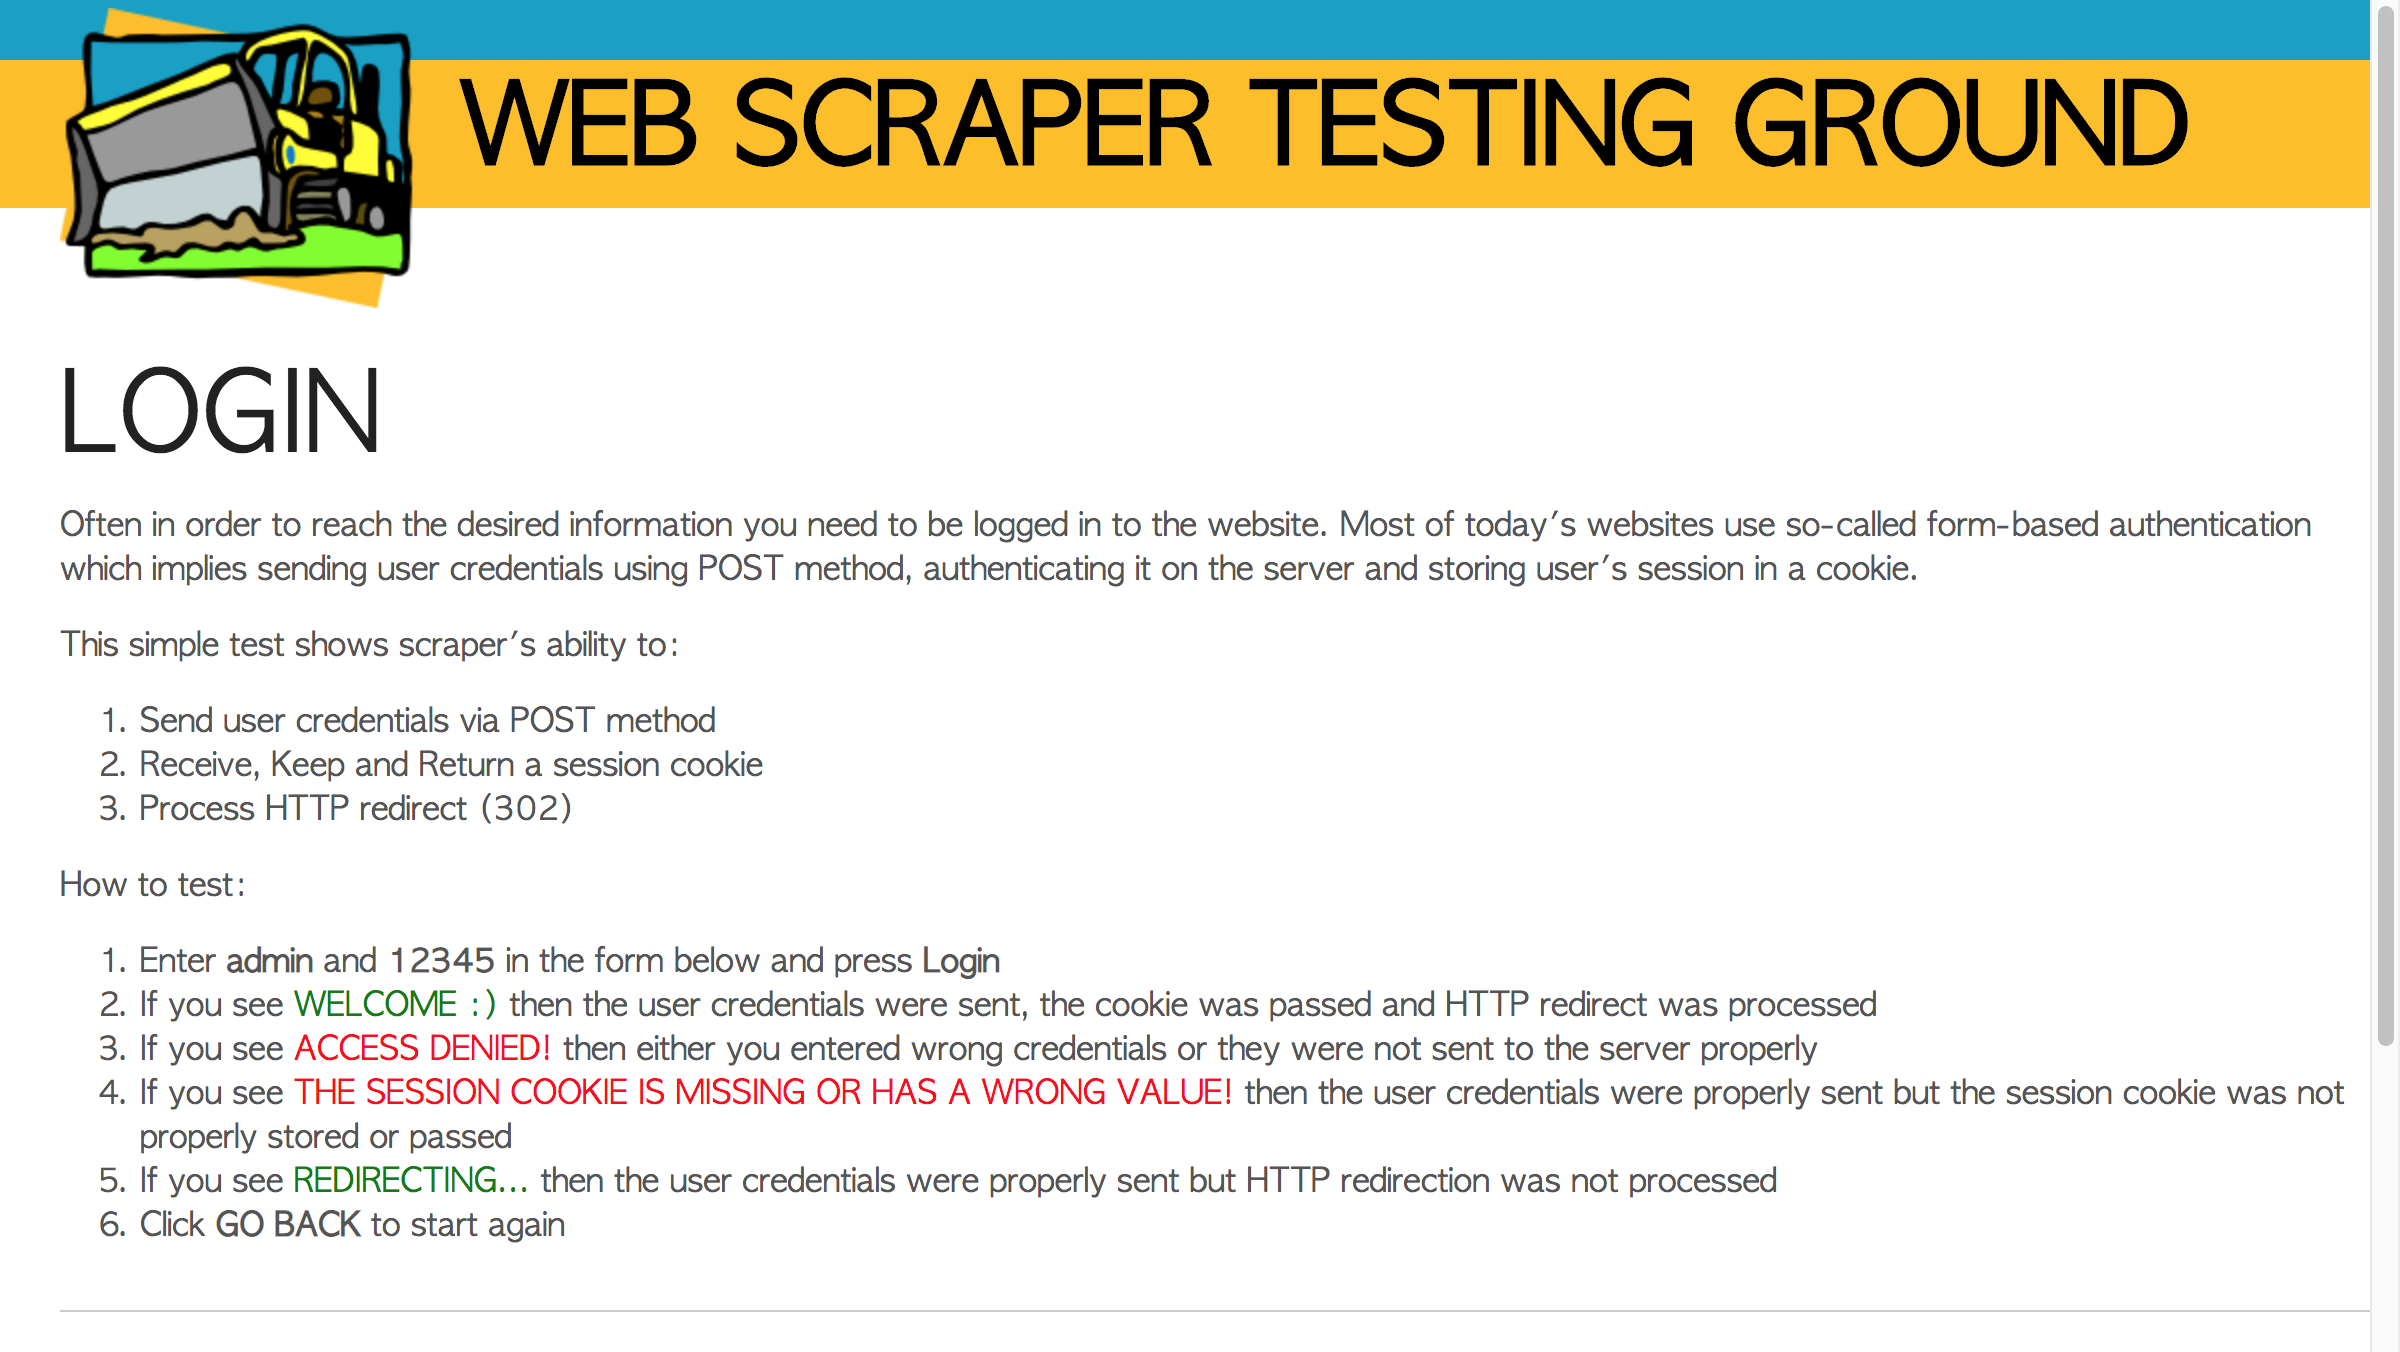 WEB SCRAPER TESTING GROUND
LOGIN
Often in order to reach the desired information you need to be logged in to the website. Most of today's websites use so-called form-based authentication
which implies sending user credentials using POST method, authenticating it on the server and storing user's session in a cookie.
This simple test shows scraper's ability to:
1. Send user credentials via POST method
2. Receive, Keep and Return a session cookie
3. Process HTTP redirect (302)
How to test:
1. Enter admin and 12345 in the form below and press Login
2. If you see WELCOME :) then the user credentials were sent, the cookie was passed and HTTP redirect was processed
3. If you see ACCESS DENIED! then either you entered wrong credentials or they were not sent to the server properly
4. If you see THE SESSION COOKIE IS MISSING OR HAS A WRONG VALUE! then the user credentials were properly sent but the session cookie was not
properly stored or passed
5. If you see REDIRECTING... then the user credentials were properly sent but HTTP redirection was not processed
6. Click GO BACK to start again